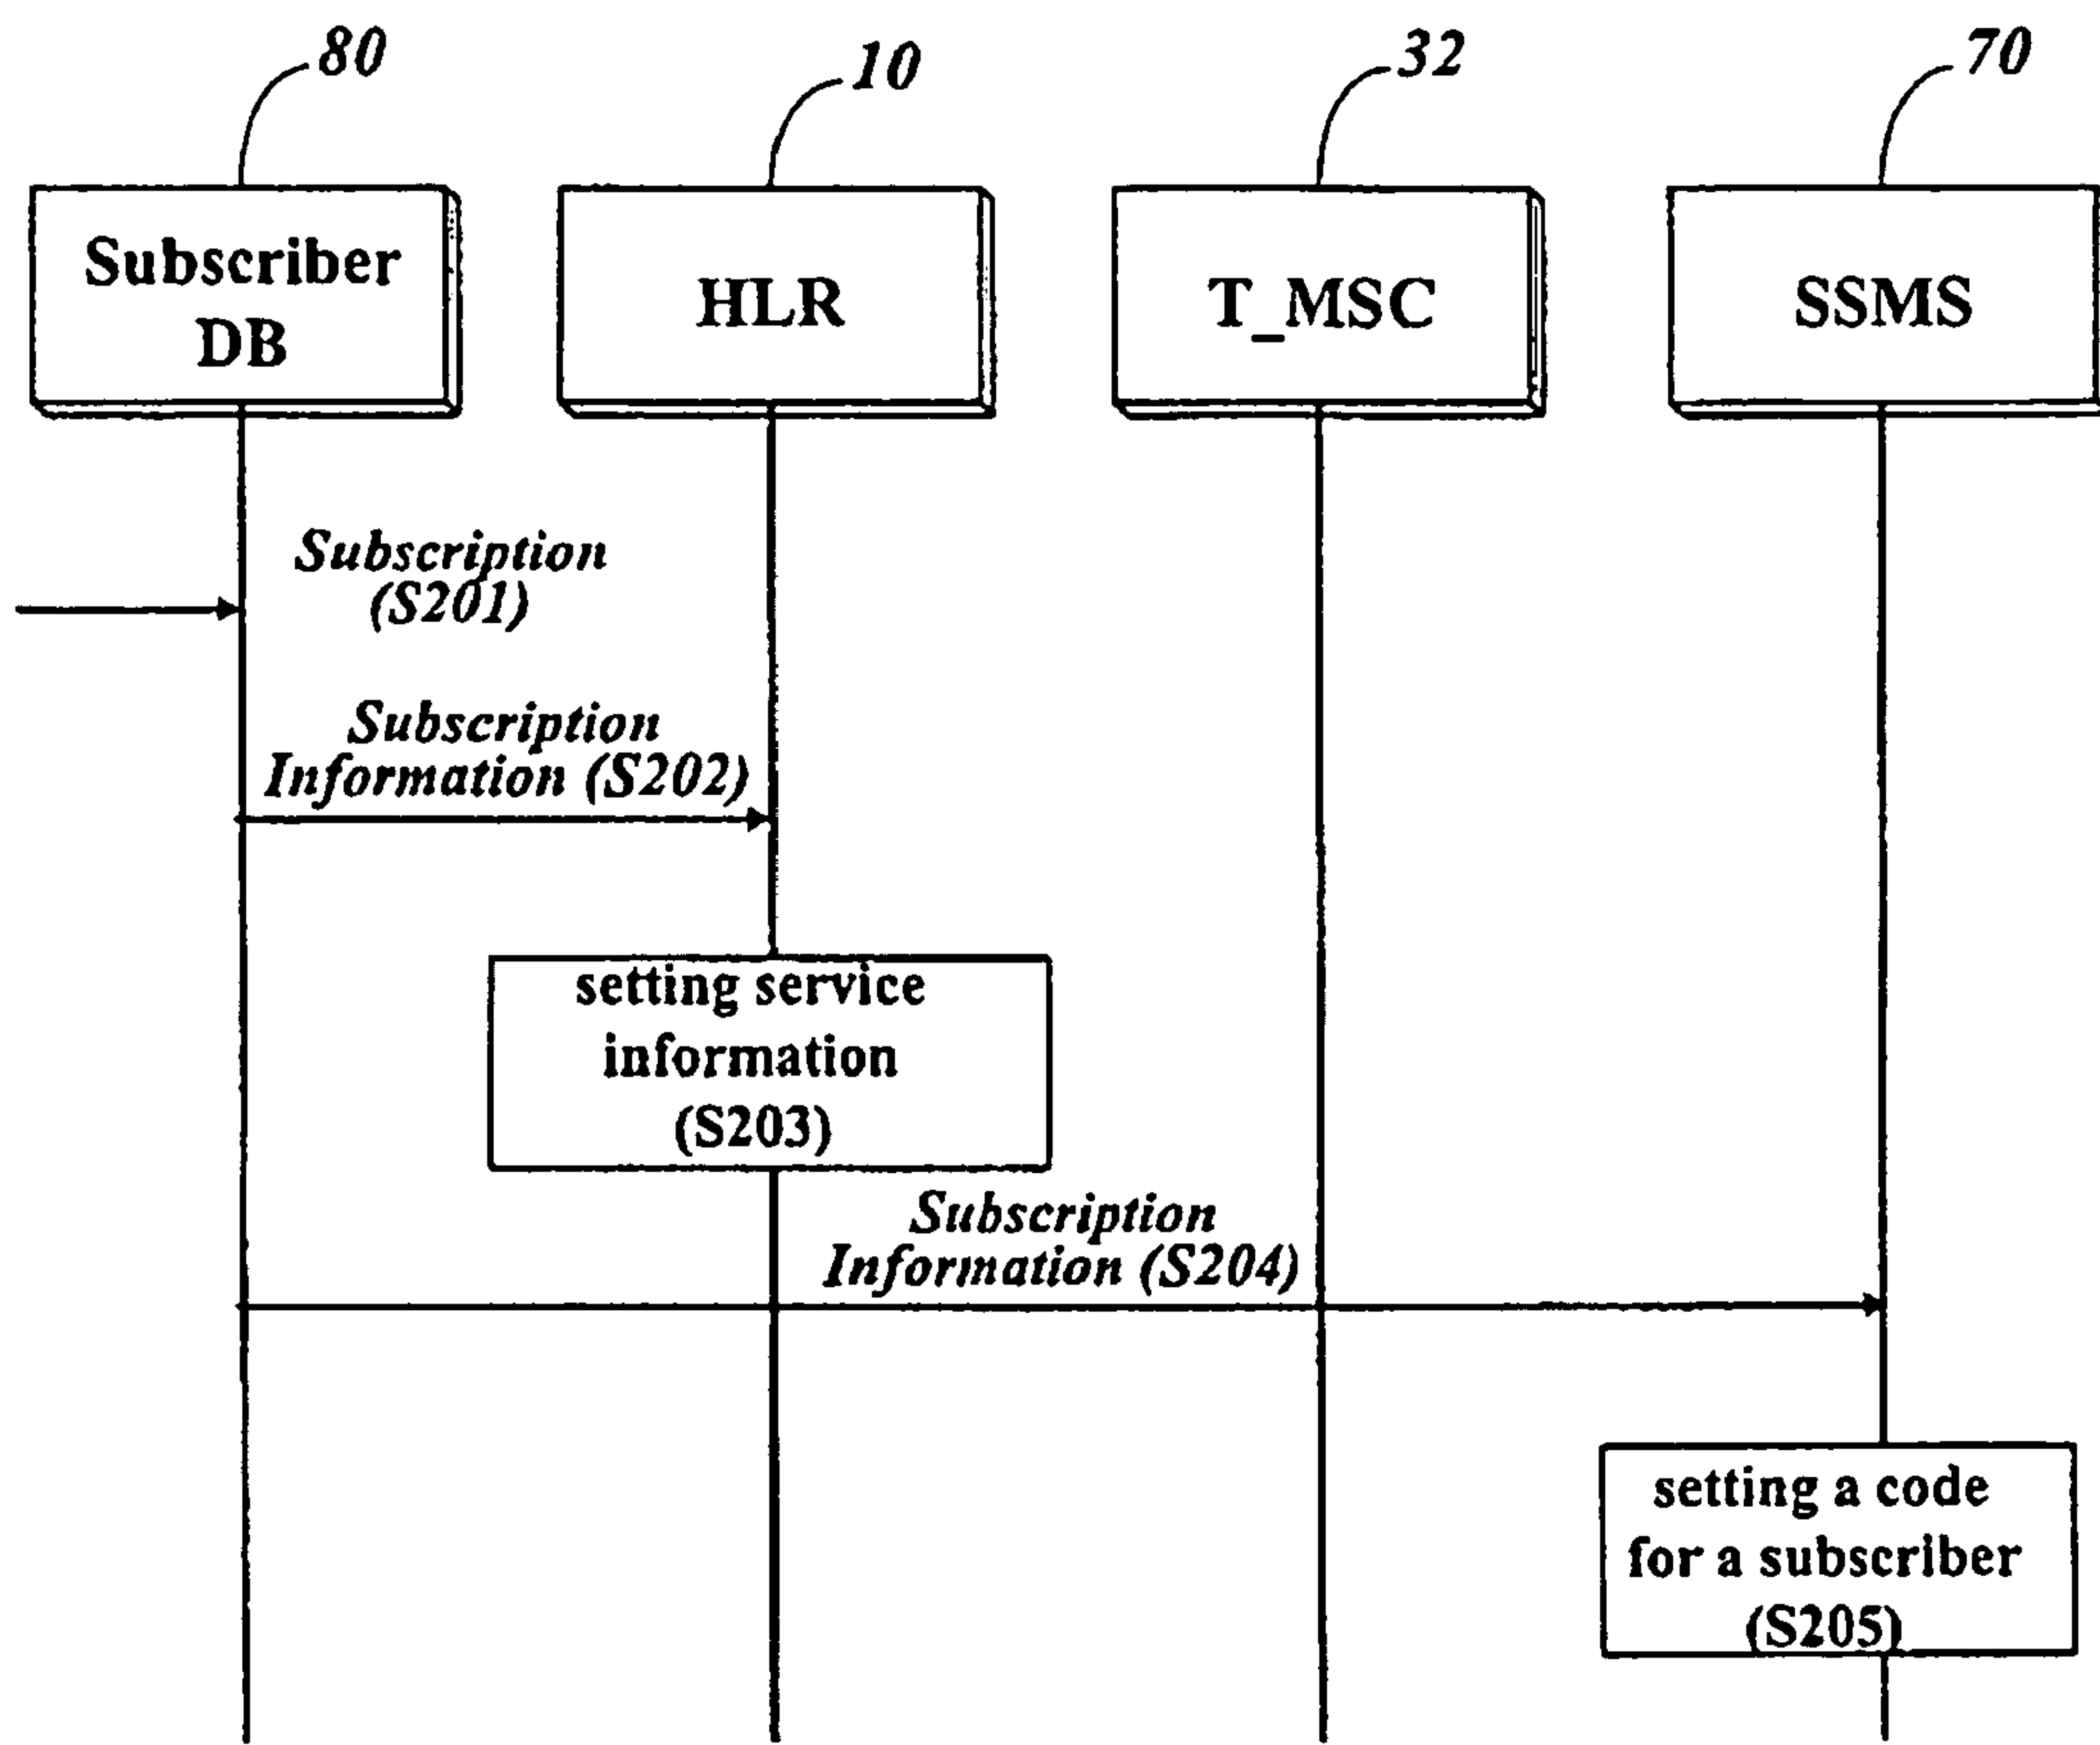 80
10
32
70
Subscriber
DB
HLR
T_MSC
SSMS
Subscription
(S201)
Subscription
Information (S202)
setting service
information
(S203)
Subscription
Information (S204)
setting a code
for a subscriber
(S205)